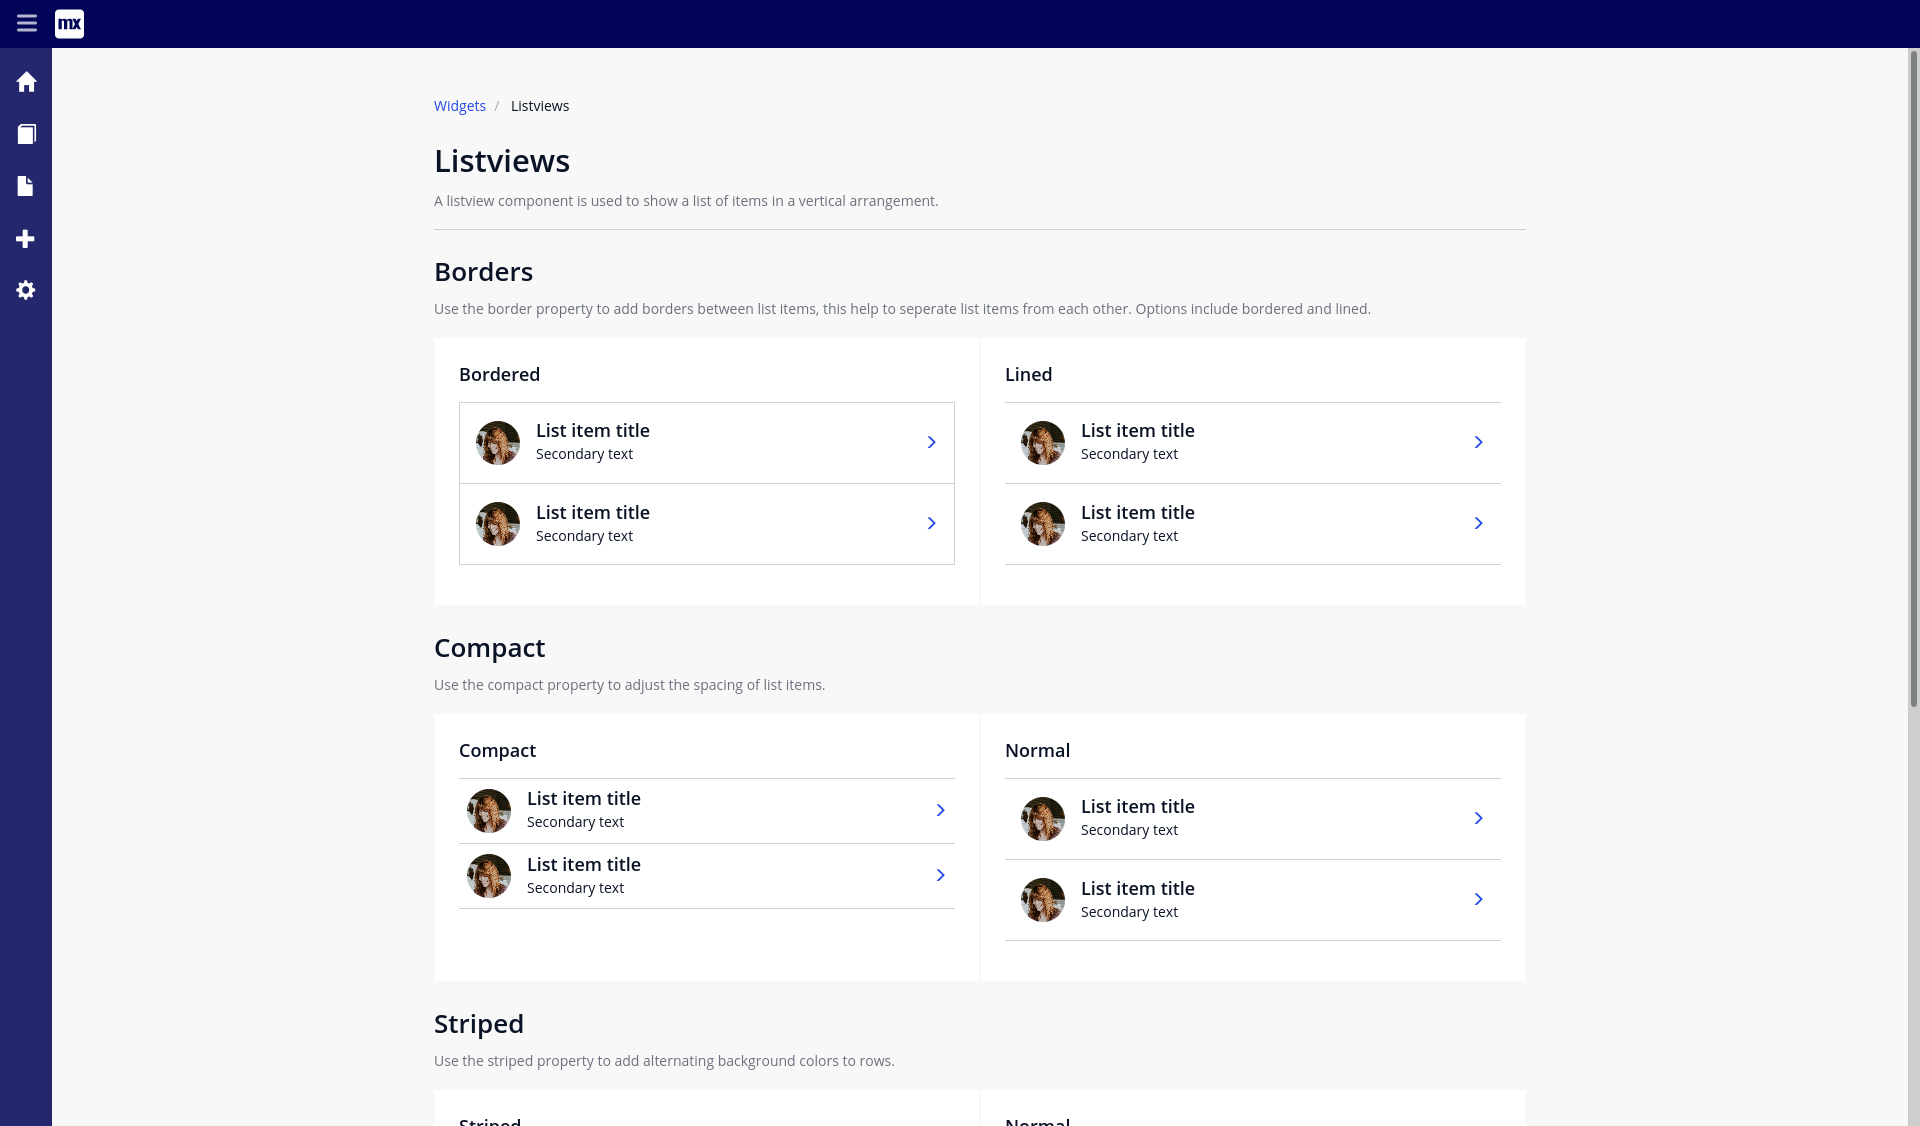 mx
Widgets / Listviews
Listviews
A listview component is used to show a list of items in a vertical arrangement.
Borders
Use the border property to add borders between list items, this help to seperate list items from each other. Options include bordered and lined.
Bordered
List item title
Secondary text
List item title
Secondary text
Lined
List item title
Secondary text
List item title
Secondary text
Compact
Use the compact property to adjust the spacing of list items.
Compact
List item title
Secondary text
List item title
Secondary text
Normal
List item title
Secondary text
List item title
Secondary text
Striped
Use the striped property to add alternating background colors to rows.
Striped
Normal